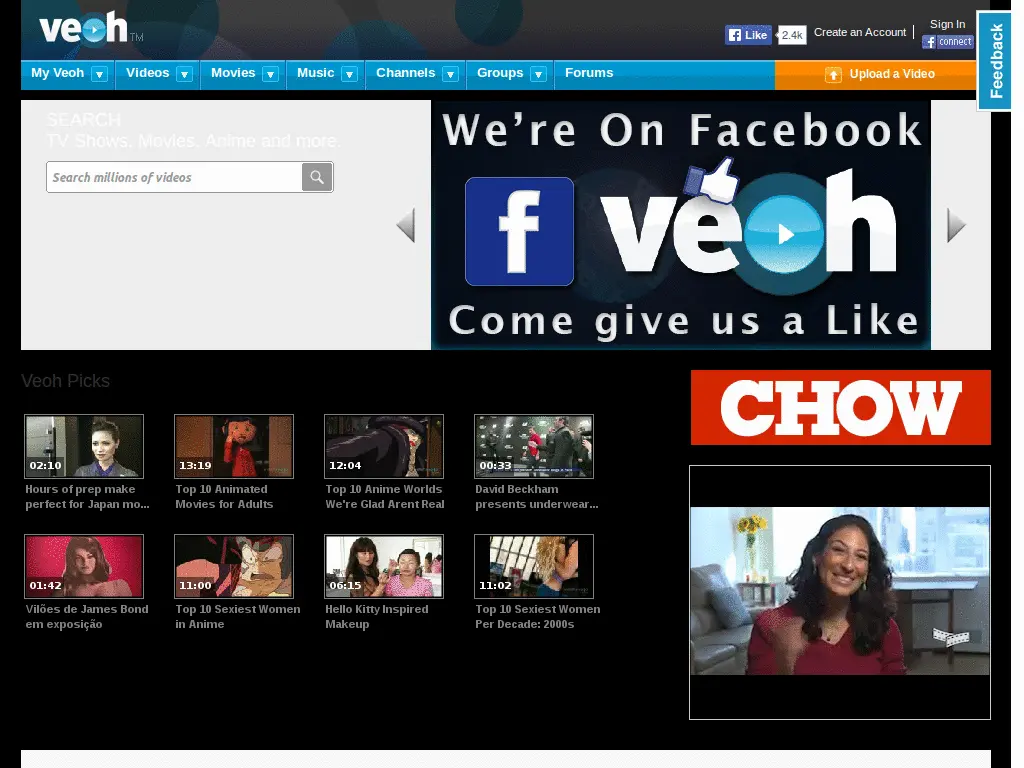 veoh TM
Like 2.4k
Create an Account
Sign In
connect
Feedback
My Veoh
Videos
Movies
Music
Channels
Groups
Forums
Upload a Video
SEARCH
TV Shows, Movies, Anime and more.
Search millions of videos
We're On Facebook
f veoh
Come give us a Like
Veoh Picks
CHOW
02:10
13:19
12:04
00:33
Hours of prep make
perfect for Japan mo...
Top 10 Animated
Movies for Adults
Top 10 Anime Worlds
We're Glad Arent Real
David Beckham
presents underwear...
01:42
11:00
06:15
11:02
Vilões de James Bond
em exposição
Top 10 Sexiest Women
in Anime
Hello Kitty Inspired
Makeup
Top 10 Sexiest Women
Per Decade: 2000s